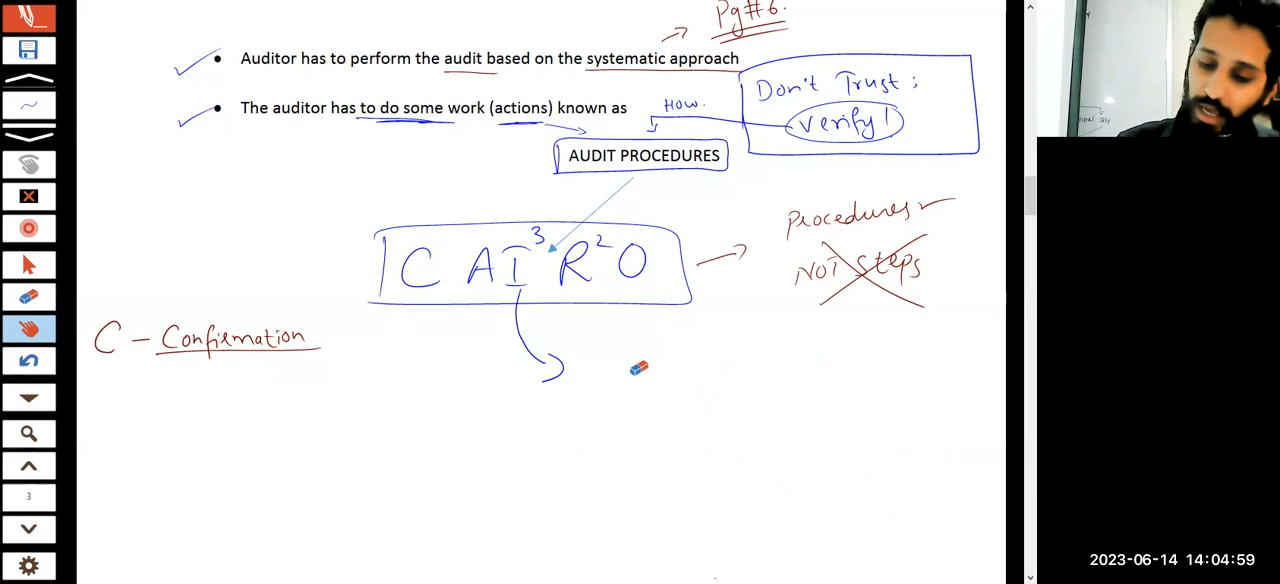 Pg#6.
• Auditor has to perform the audit based on the systematic approach
• The auditor has to do some work (actions) known as
HOW.
Don't Trust;
verify!
AUDIT PROCEDURES
C AI³R²O
Procedures
NOT Steps
C - Confirmation
3
2023-06-14 14:04:59